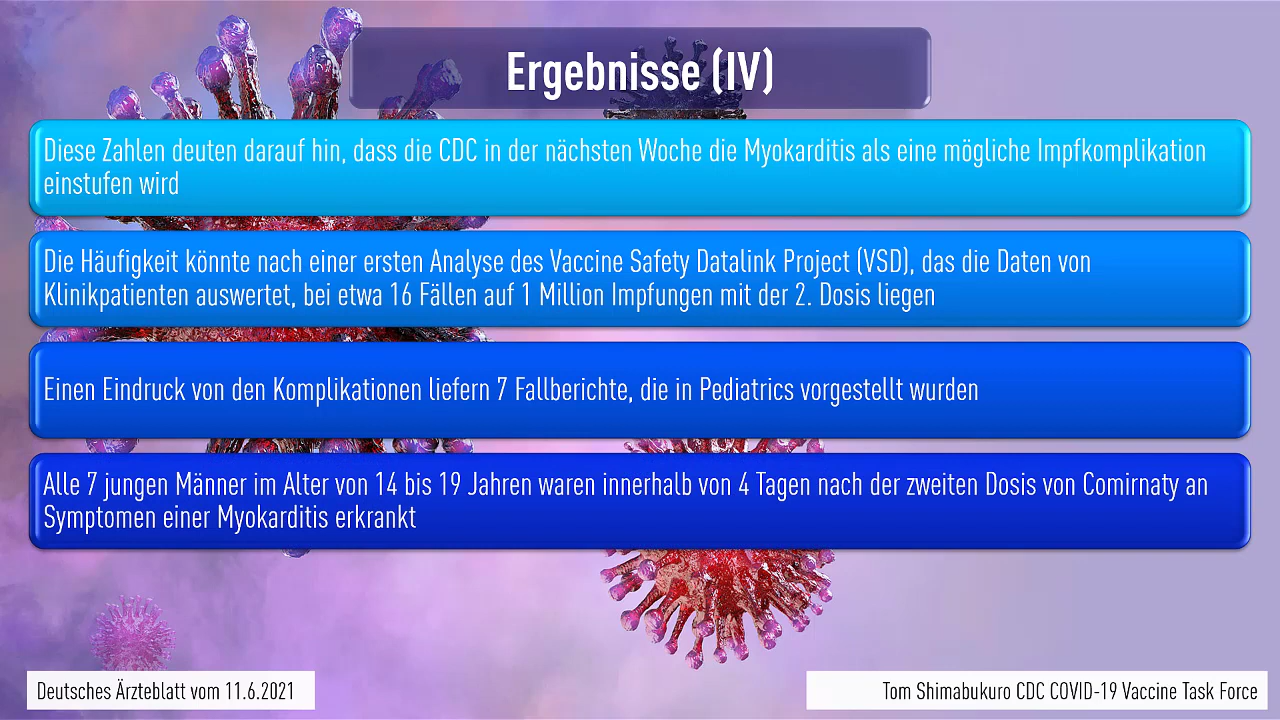 Ergebnisse (IV)
Diese Zahlen deuten darauf hin, dass die CDC in der nächsten Woche die Myokarditis als eine mögliche Impfkomplikation
einstufen wird
Die Häufigkeit könnte nach einer ersten Analyse des Vaccine Safety Datalink Project (VSD), das die Daten von
Klinikpatienten auswertet, bei etwa 16 Fällen auf 1 Million Impfungen mit der 2. Dosis liegen
Einen Eindruck von den Komplikationen liefern 7 Fallberichte, die in Pediatrics vorgestellt wurden
Alle 7 jungen Männer im Alter von 14 bis 19 Jahren waren innerhalb von 4 Tagen nach der zweiten Dosis von Comirnaty an
Symptomen einer Myokarditis erkrankt
Deutsches Ärzteblatt vom 11.6.2021
Tom Shimabukuro CDC COVID-19 Vaccine Task Force